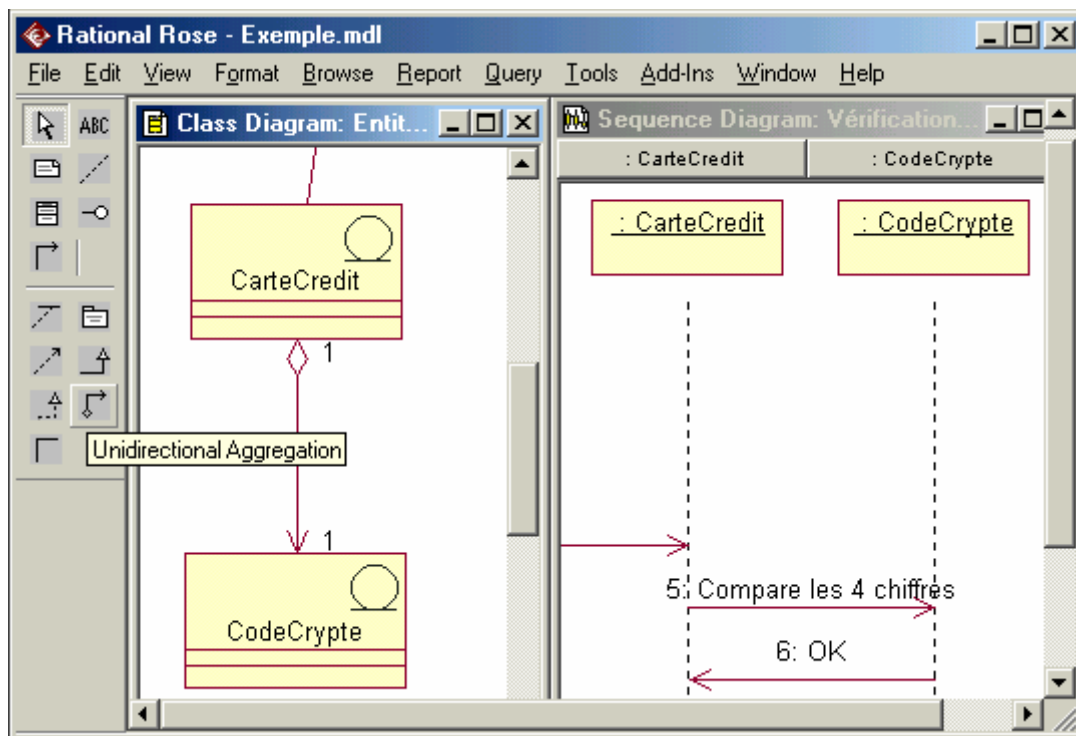 Rational Rose - Exemple.mdl
File Edit View Format Browse Report Query Tools Add-Ins Window Help
ABC
Class Diagram: Entit...
CarteCredit
1
Unidirectional Aggregation
1
CodeCrypte
Sequence Diagram: Vérification...
: CarteCredit : CodeCrypte
: CarteCredit : CodeCrypte
5: Compare les 4 chiffres
6: OK